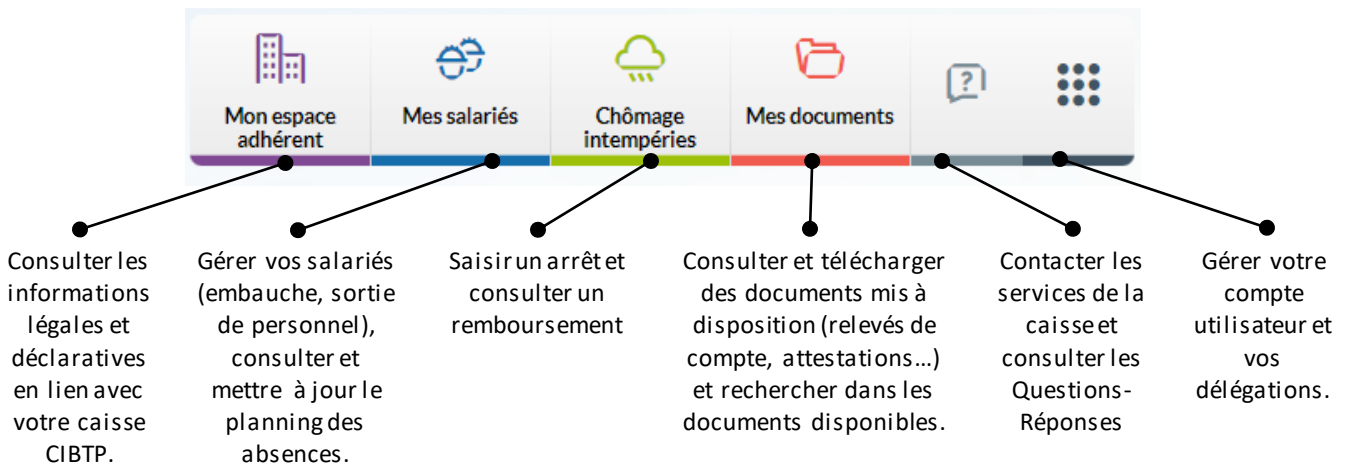 Mon espace
adhérent
Mes salariés
Chômage
intempéries
Mes documents
?
Consulter les
informations
légales et
déclaratives
en lien avec
votre caisse
CIBTP.
Gérer vos salariés
(embauche, sortie
de personnel),
consulter et
mettre à jour le
planning des
absences.
Saisir un arrêt et
consulter un
remboursement
Consulter et télécharger
des documents mis à
disposition (relevés de
compte, attestations...)
et rechercher dans les
documents disponibles.
Contacter les
services de la
caisse et
consulter les
Questions-
Réponses
Gérer votre
compte
utilisateur et
vos
délégations.